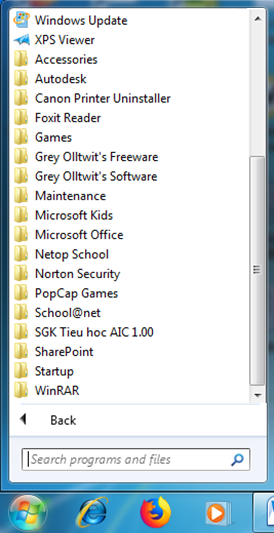 Windows Update
XPS Viewer
Accessories
Autodesk
Canon Printer Uninstaller
Foxit Reader
Games
Grey Olltwit's Freeware
Grey Olltwit's Software
Maintenance
Microsoft Kids
Microsoft Office
Netop School
Norton Security
PopCap Games
School@net
SGK Tieu hoc AIC 1.00
SharePoint
Startup
WinRAR
Back
Search programs and files